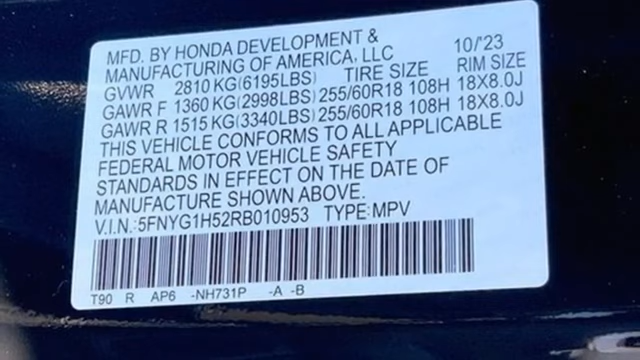 MFD. BY HONDA DEVELOPMENT &
MANUFACTURING OF AMERICA, LLC 10/'23
GVWR 2810 KG(6195LBS) TIRE SIZE RIM SIZE
GAWR F 1360 KG(2998LBS) 255/60R18 108H 18X8.0J
GAWR R 1515 KG(3340LBS) 255/60R18 108H 18X8.0J
THIS VEHICLE CONFORMS TO ALL APPLICABLE
FEDERAL MOTOR VEHICLE SAFETY
STANDARDS IN EFFECT ON THE DATE OF
MANUFACTURE SHOWN ABOVE.
V.I.N.:5FNYG1H52RB010953 TYPE:MPV
T90 R AP6 -NH731P -A -B